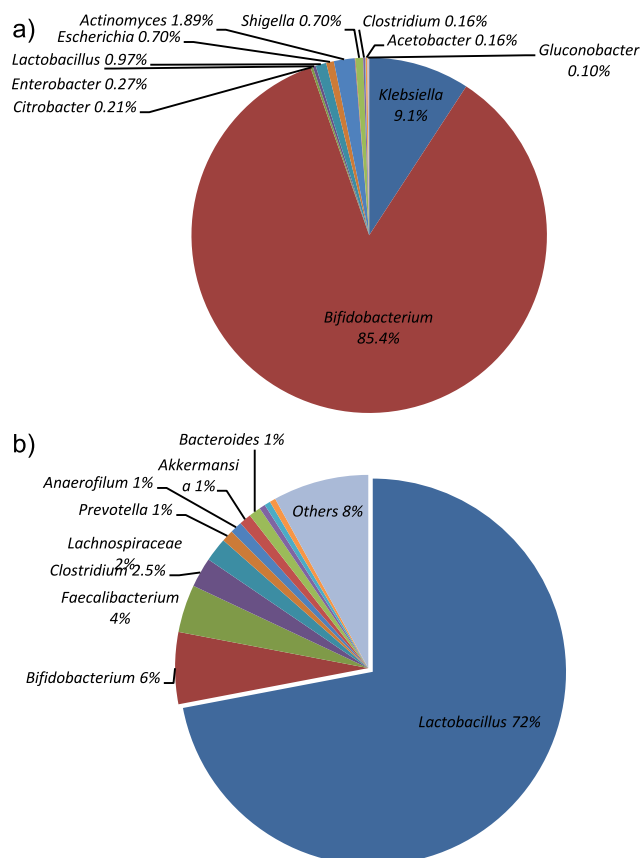 a)
Actinomyces 1.89%
Shigella 0.70%
Clostridium 0.16%
Escherichia 0.70%
Acetobacter 0.16%
Gluconobacter
0.10%
Lactobacillus 0.97%
Enterobacter 0.27%
Citrobacter 0.21%
Klebsiella
9.1%
Bifidobacterium
85.4%
b)
Bacteroides 1%
Akkermansi
a 1%
Anaerofilum 1%
Prevotella 1%
Others 8%
Lachnospiraceae
2%
Clostridium 2.5%
Faecalibacterium
4%
Bifidobacterium 6%
Lactobacillus 72%